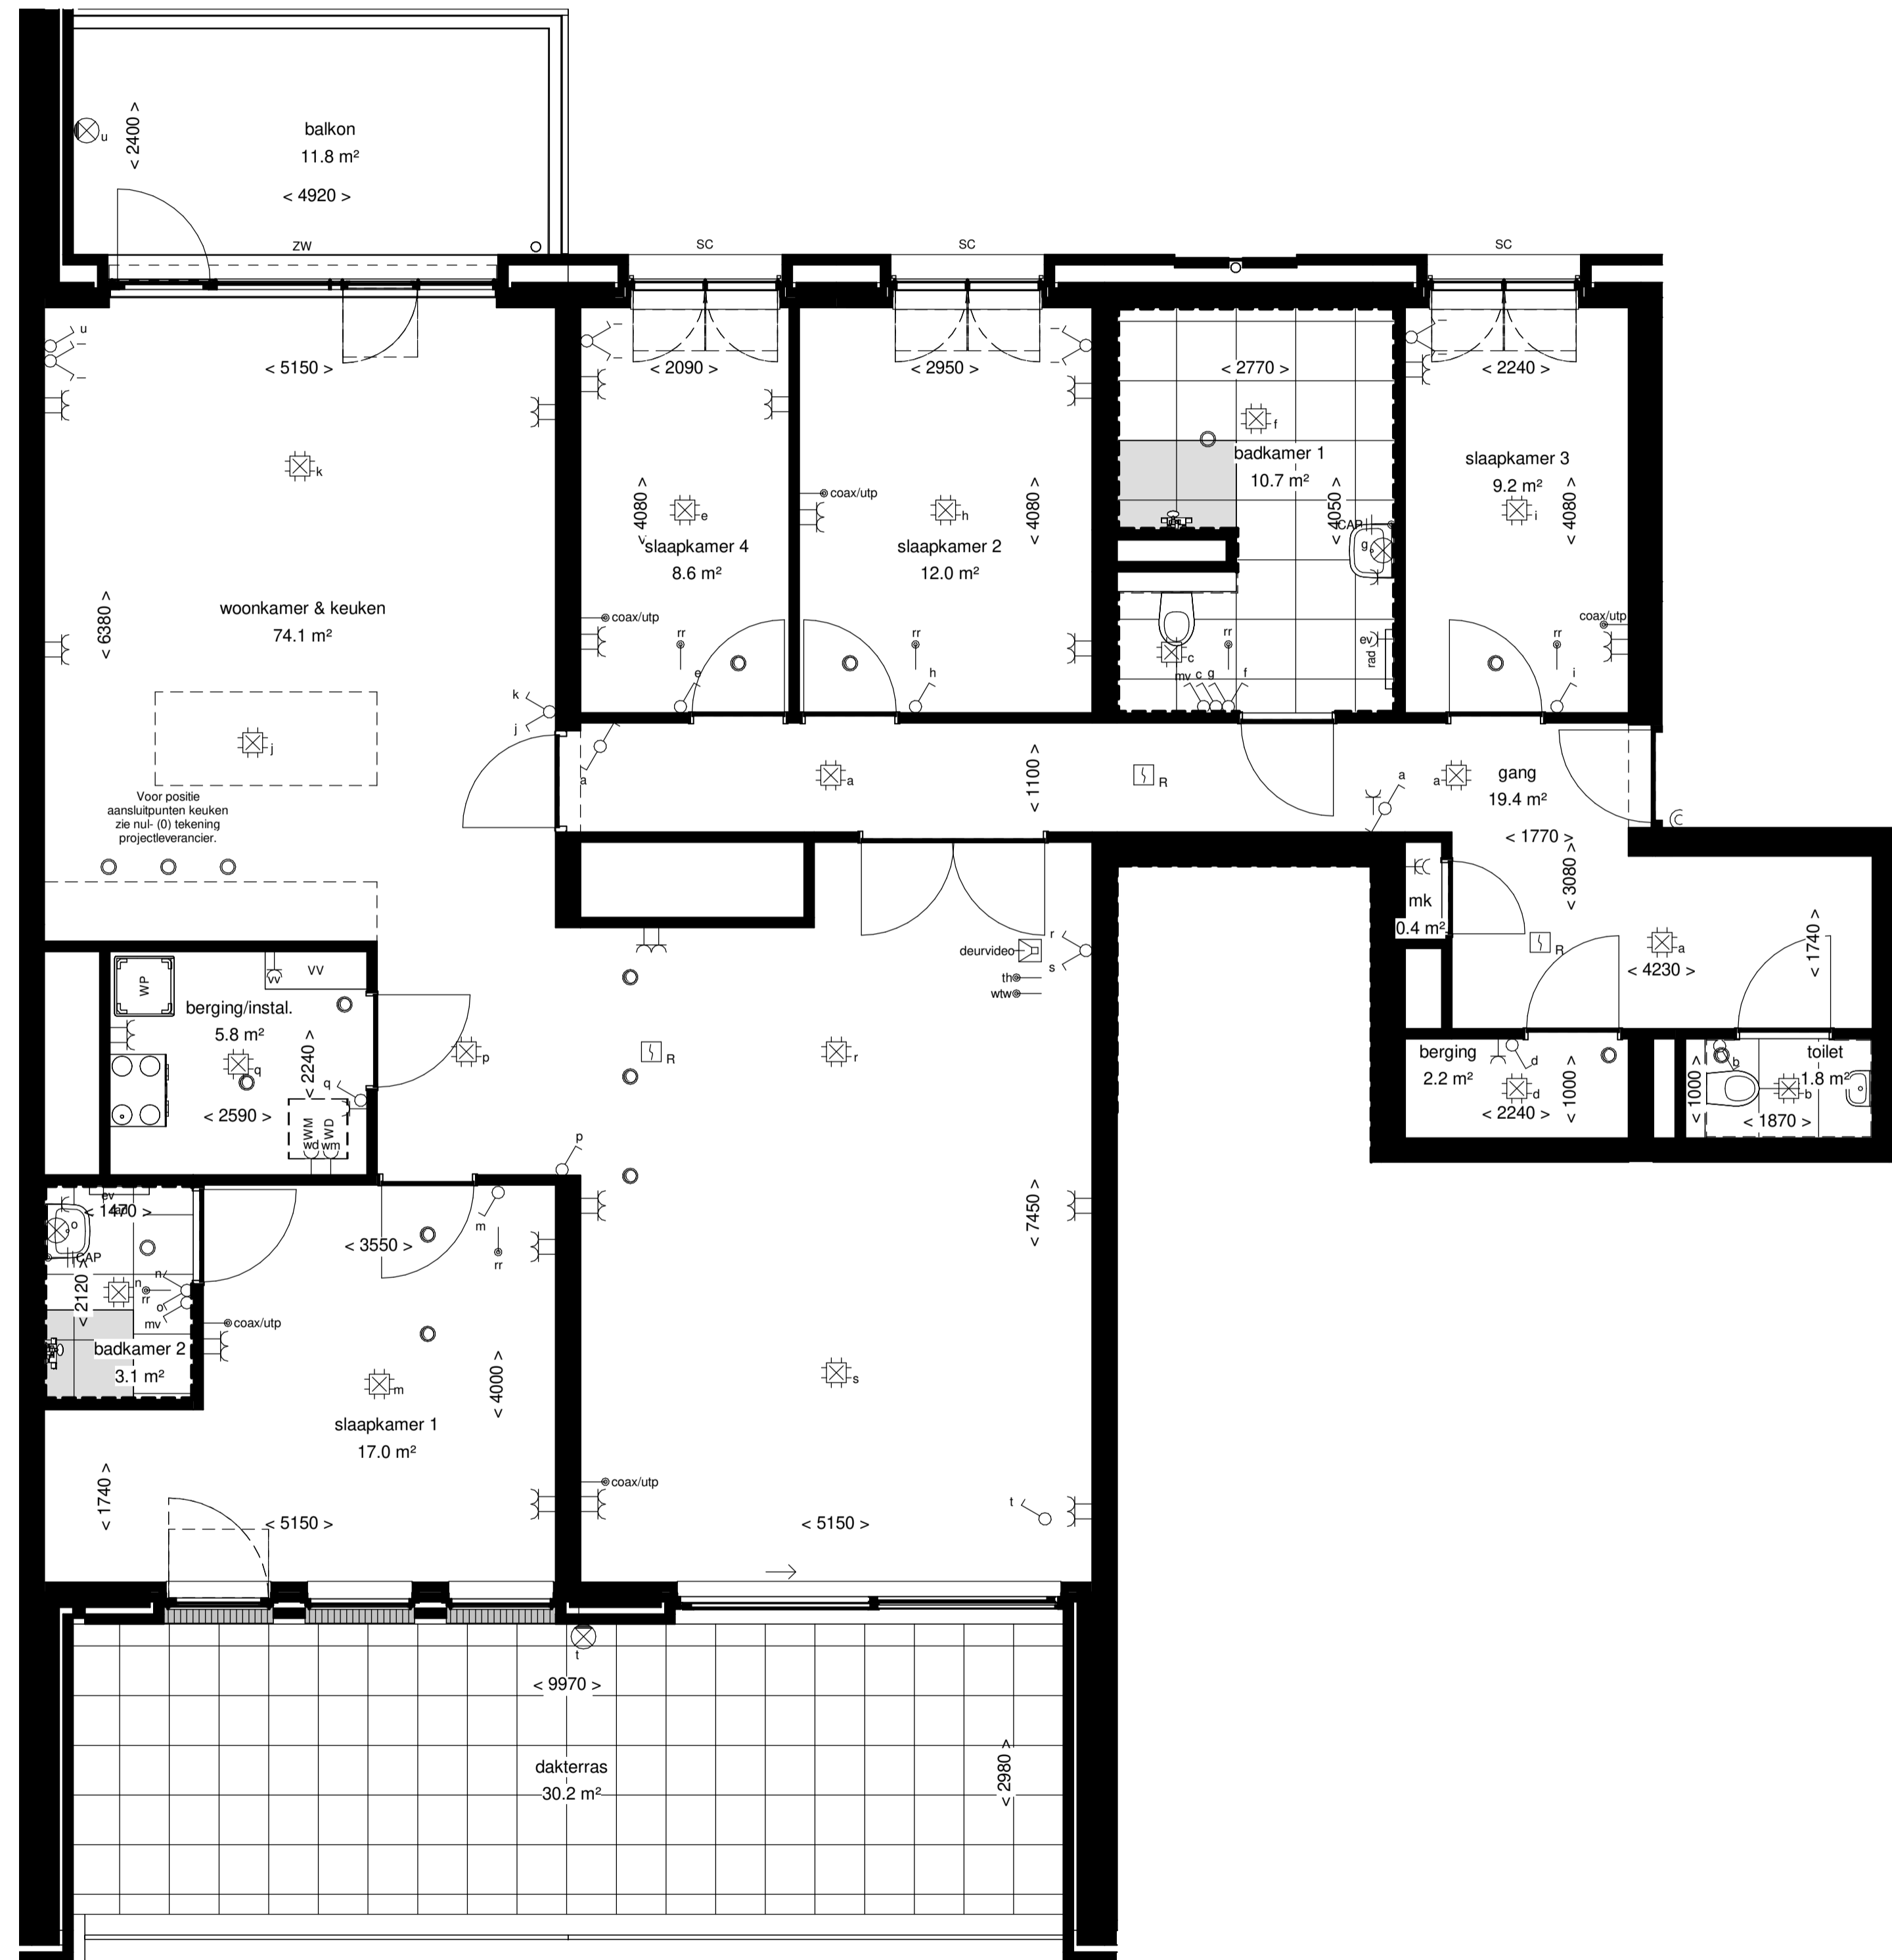 balkon
11.8 m²
< 2400 >
< 4920 >
u
ZW
SC
SC
SC
u
< 5150 >
k
< 6380 >
woonkamer & keuken
74.1 m²
k
j
j
Voor positie
aansluitpunten keuken
zie nul- (0) tekening
projectleverancier.
< 2090 >
< 4080 >
e
slaapkamer 4
8.6 m²
coax/utp
rr
e
< 2950 >
coax/utp
< 4080 >
h
slaapkamer 2
12.0 m²
rr
h
< 2770 >
f
badkamer 1
10.7 m²
< 4050 >
CAP
g
rr
ev
rad
c
mv c g f
< 2240 >
slaapkamer 3
9.2 m²
i
< 4080 >
coax/utp
rr
i
a
a
< 1100 >
R
a
a
gang
19.4 m²
< 1770 >
< 3080 >
C
mk
0.4 m²
R
a
< 4230 >
< 1740 >
berging
2.2 m²
d
d
< 2240 >
< 1000 >
toilet
1.8 m²
b
b
< 1000 >
< 1870 >
deurvideo
r
s
th
wtw
WP
VV
VV
berging/instal.
5.8 m²
q
< 2240 >
q
< 2590 >
WM
WD
wd wm
p
R
r
p
< 7450 >
ev
rad
< 1470 >
o
CAP
< 2120 >
n
n
rr
o
mv
badkamer 2
3.1 m²
< 3550 >
m
rr
coax/utp
m
< 4000 >
slaapkamer 1
17.0 m²
< 1740 >
< 5150 >
s
coax/utp
t
< 5150 >
t
< 9970 >
dakterras
30.2 m²
< 2980 >